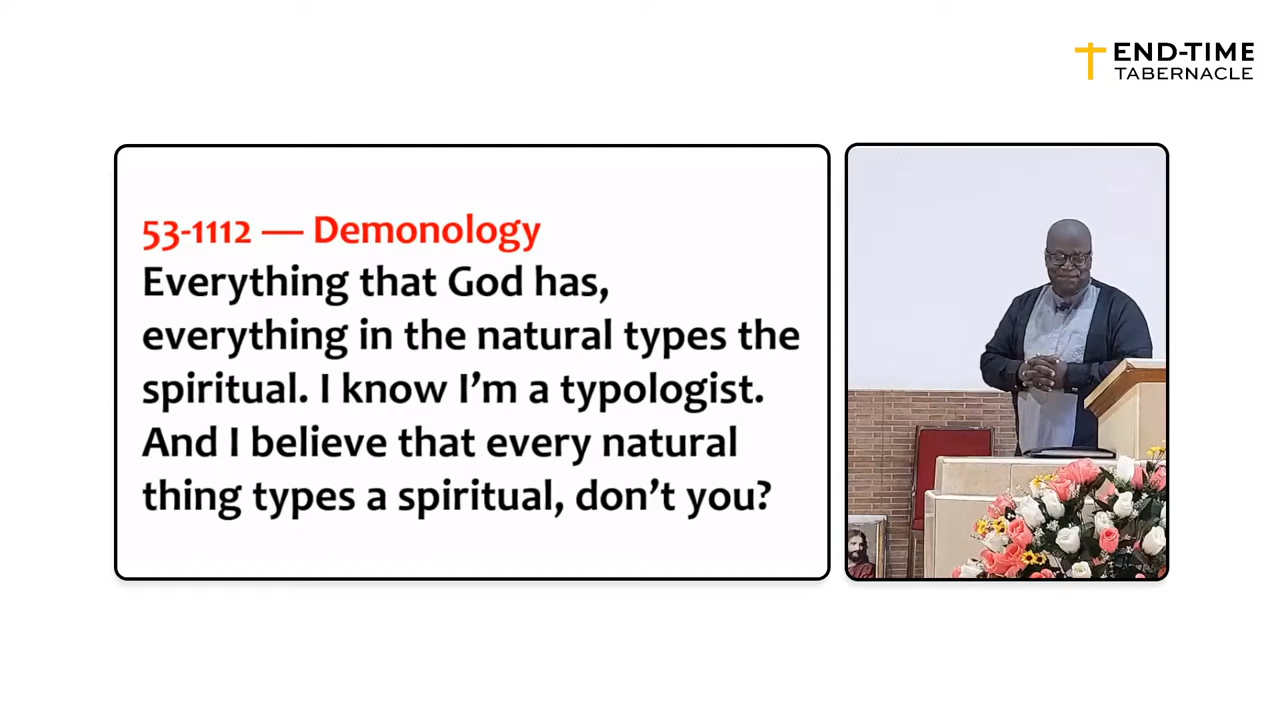 END-TIME
TABERNACLE
53-1112 — Demonology
Everything that God has,
everything in the natural types the
spiritual. I know I'm a typologist.
And I believe that every natural
thing types a spiritual, don't you?